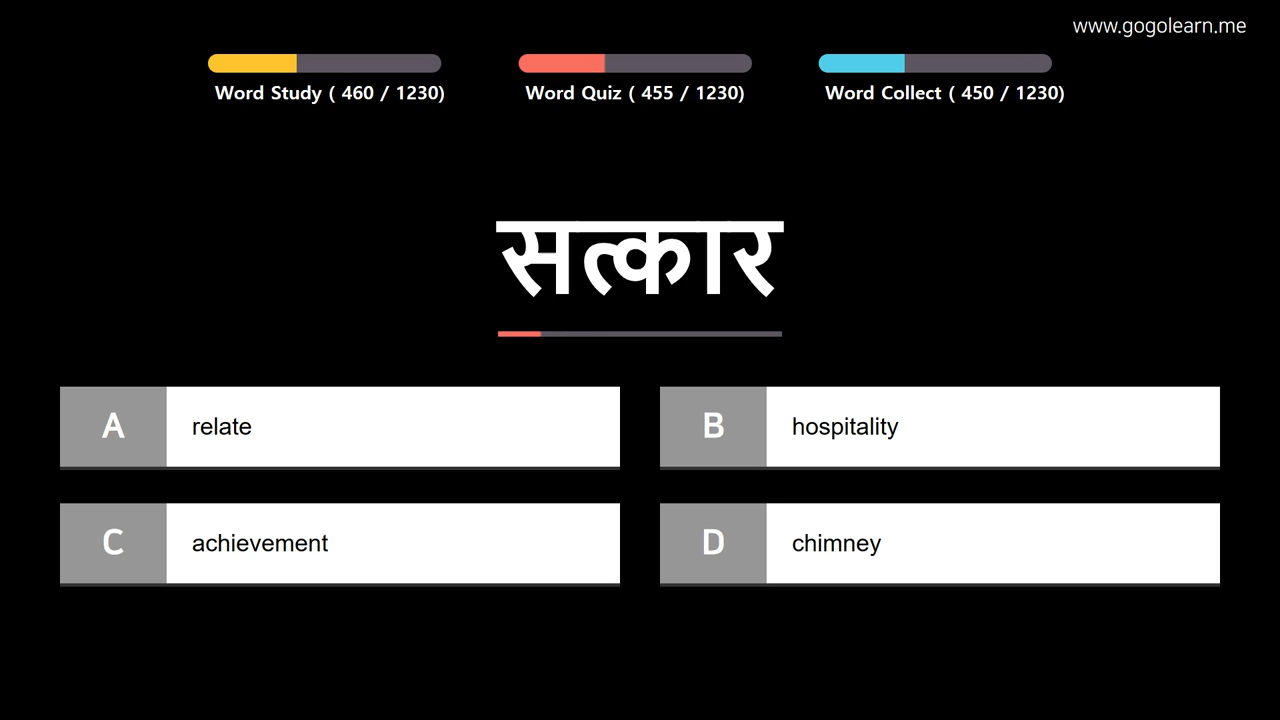 www.gogolearn.me
Word Study ( 460 / 1230)
Word Quiz ( 455 / 1230)
Word Collect ( 450 / 1230)
सत्कार
A relate
B hospitality
C achievement
D chimney